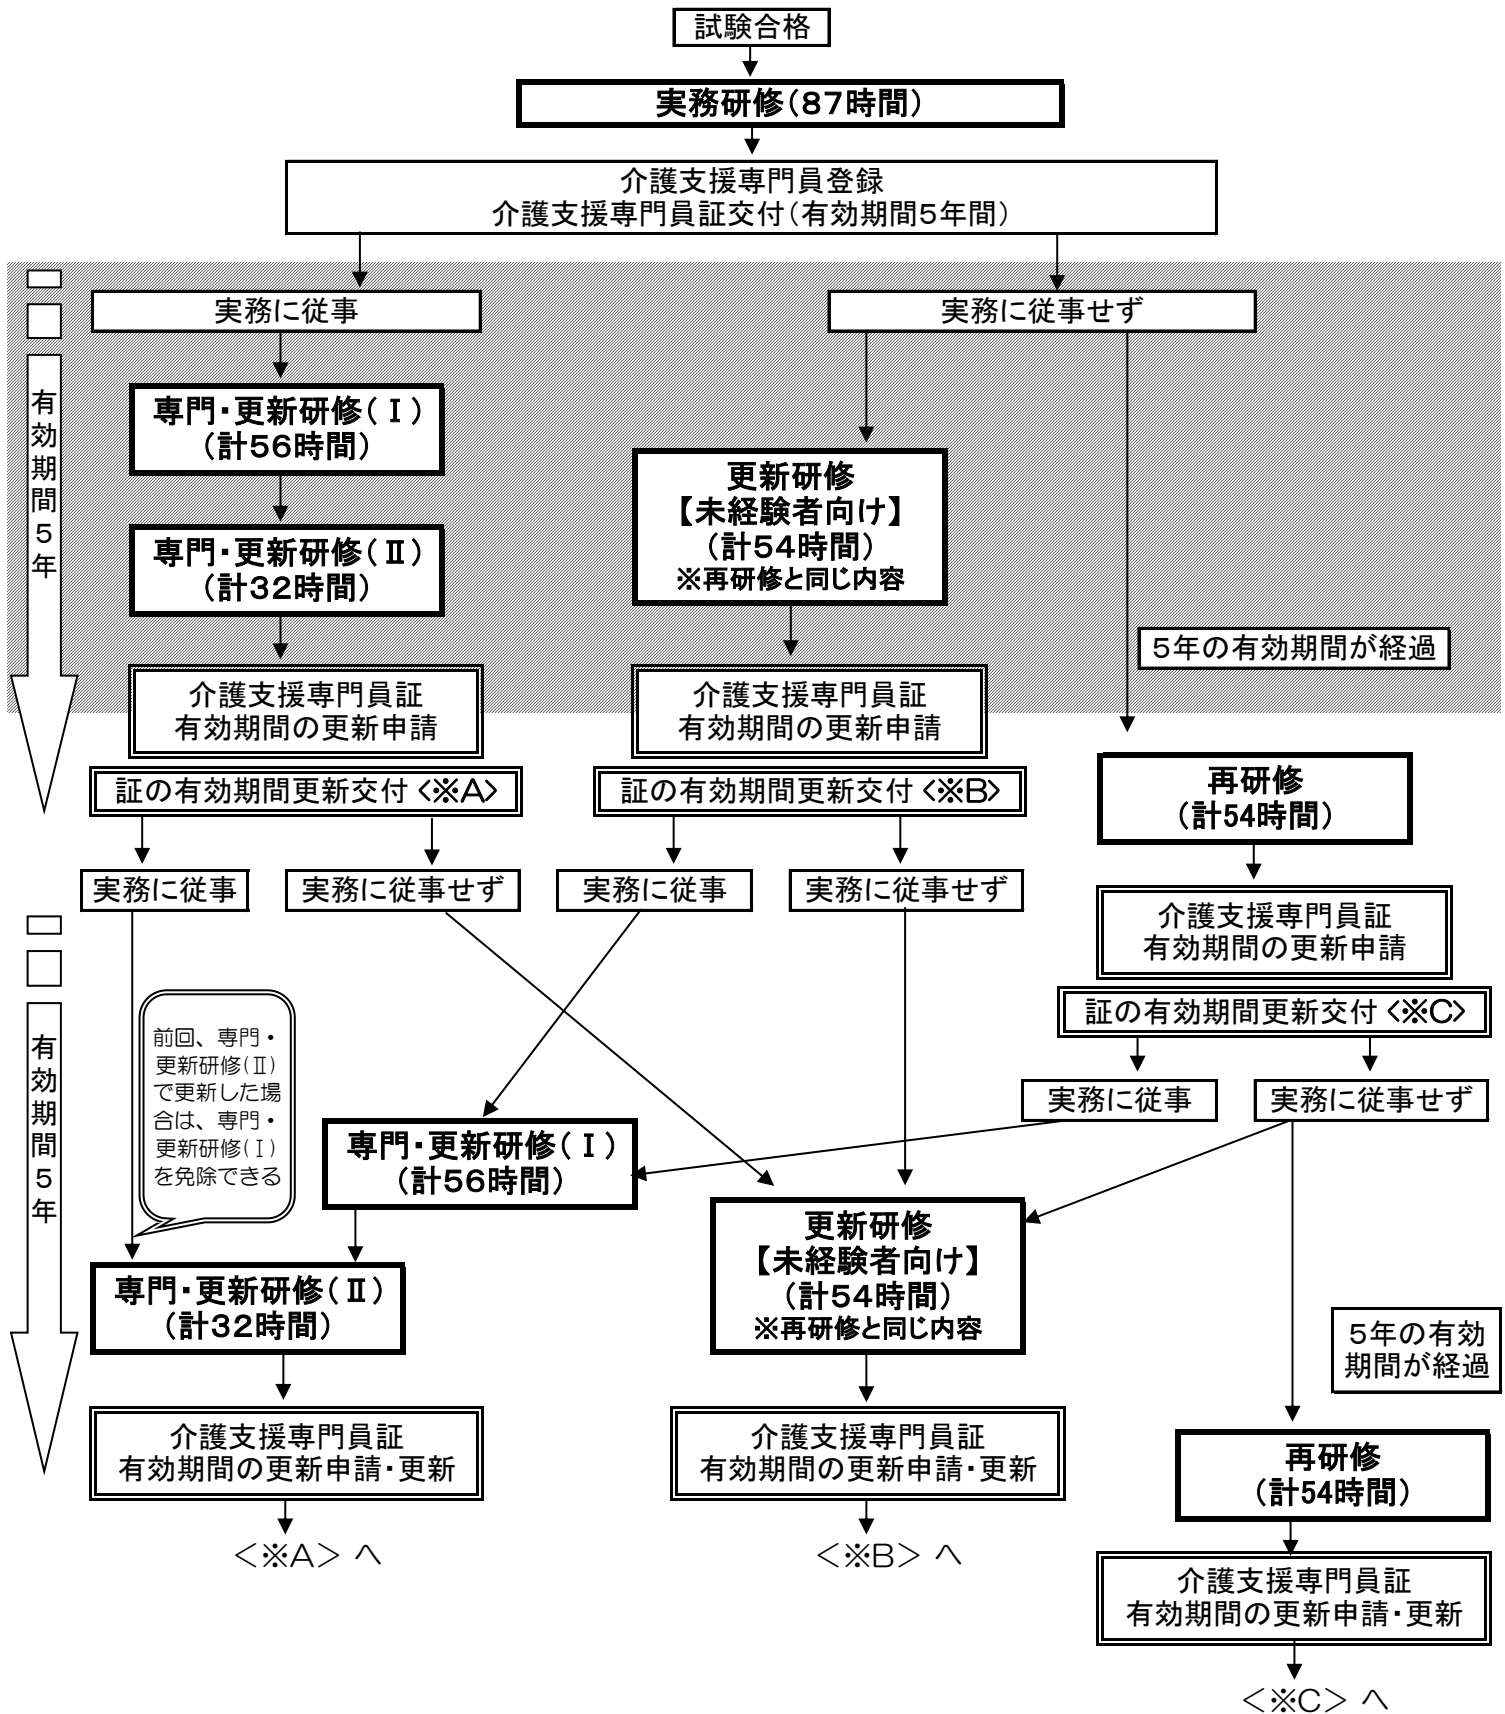 試験合格
実務研修(87時間)
介護支援専門員登録
介護支援専門員証交付(有効期間5年間)
実務に従事
実務に従事せず
有効期間5年
専門・更新研修(Ⅰ)
(計56時間)
専門・更新研修(Ⅱ)
(計32時間)
更新研修
【未経験者向け】
(計54時間)
※再研修と同じ内容
5年の有効期間が経過
介護支援専門員証
有効期間の更新申請
介護支援専門員証
有効期間の更新申請
証の有効期間更新交付<※A>
証の有効期間更新交付<※B>
再研修
(計54時間)
実務に従事
実務に従事せず
実務に従事
実務に従事せず
介護支援専門員証
有効期間の更新申請
証の有効期間更新交付<※C>
実務に従事
実務に従事せず
有効期間5年
前回、専門・
更新研修(Ⅱ)
で更新した場
合は、専門・
更新研修(Ⅰ)
を免除できる
専門・更新研修(Ⅰ)
(計56時間)
専門・更新研修(Ⅱ)
(計32時間)
更新研修
【未経験者向け】
(計54時間)
※再研修と同じ内容
5年の有効
期間が経過
介護支援専門員証
有効期間の更新申請・更新
介護支援専門員証
有効期間の更新申請・更新
再研修
(計54時間)
<※A> へ
<※B> へ
介護支援専門員証
有効期間の更新申請・更新
<※C> へ